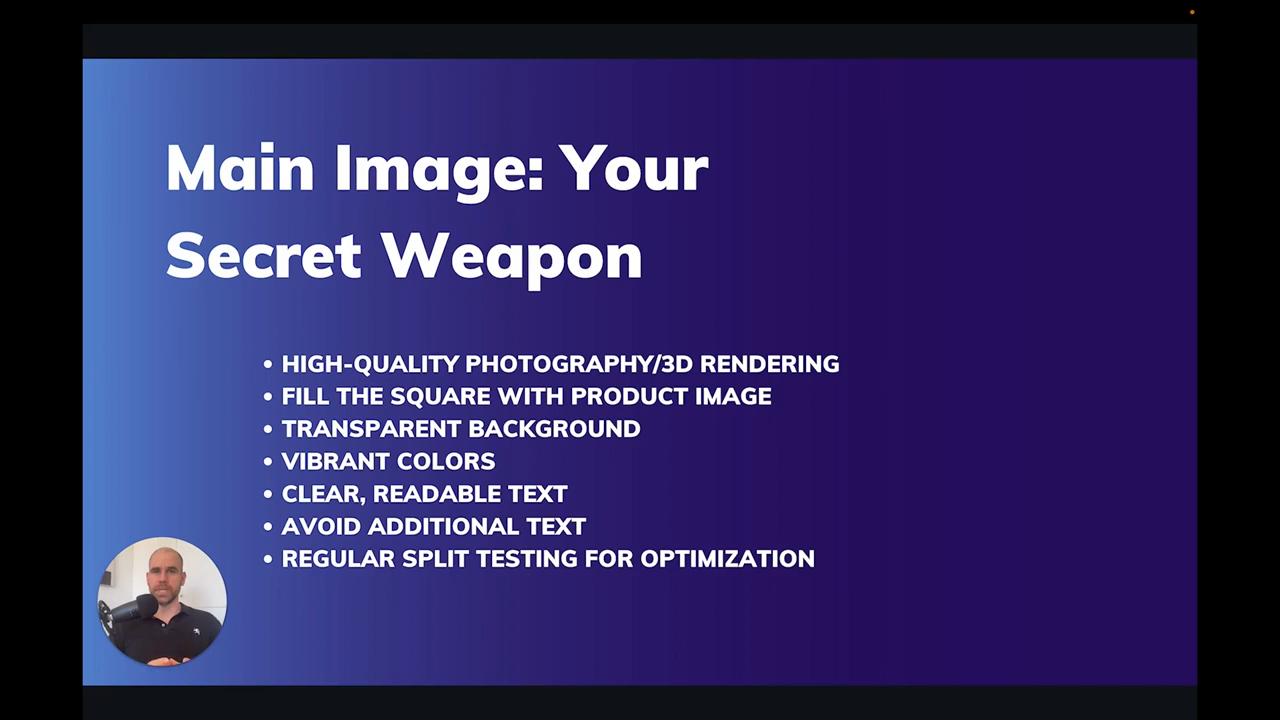 Main Image: Your
Secret Weapon
• HIGH-QUALITY PHOTOGRAPHY/3D RENDERING
• FILL THE SQUARE WITH PRODUCT IMAGE
• TRANSPARENT BACKGROUND
• VIBRANT COLORS
• CLEAR, READABLE TEXT
• AVOID ADDITIONAL TEXT
• REGULAR SPLIT TESTING FOR OPTIMIZATION